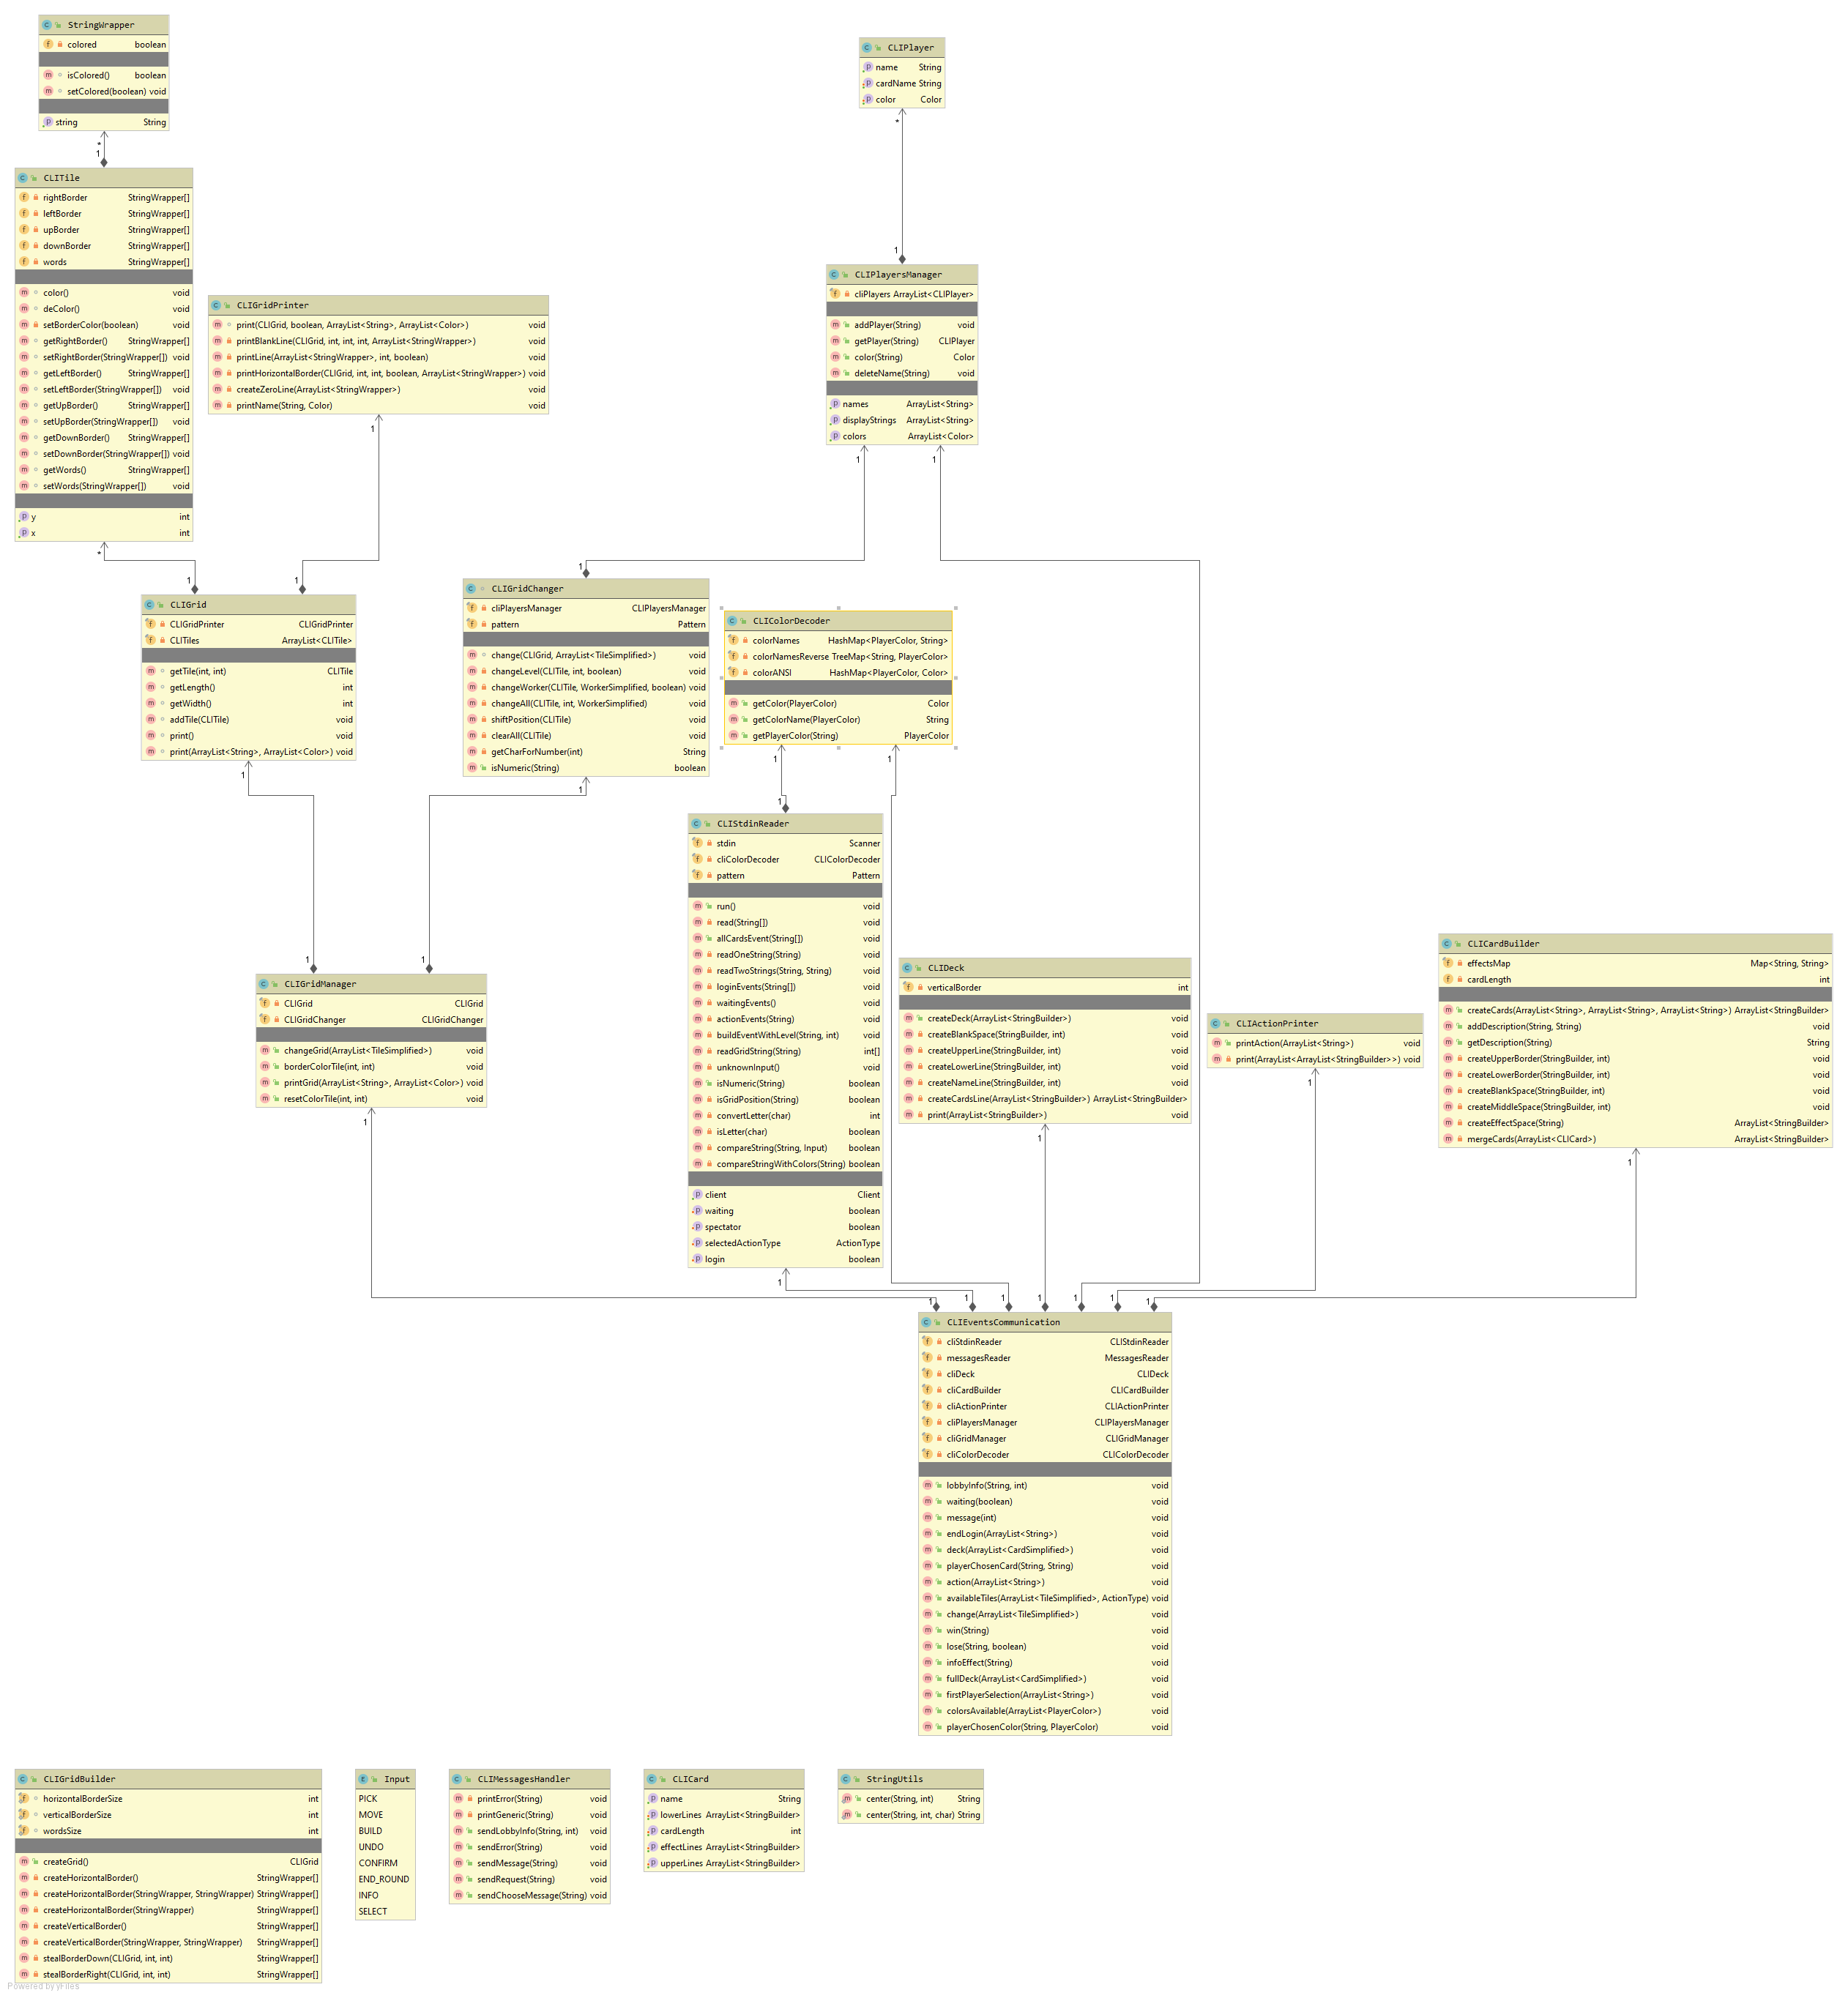 StringWrapper
colored boolean
isColored() boolean
setColored(boolean) void
string String
*
1
CLIPlayer
name String
cardName String
color Color
*
1
CLITile
rightBorder StringWrapper[]
leftBorder StringWrapper[]
upBorder StringWrapper[]
downBorder StringWrapper[]
words StringWrapper[]
color() void
deColor() void
setBorderColor(boolean) void
getRightBorder() StringWrapper[]
setRightBorder(StringWrapper[]) void
getLeftBorder() StringWrapper[]
setLeftBorder(StringWrapper[]) void
getUpBorder() StringWrapper[]
setUpBorder(StringWrapper[]) void
getDownBorder() StringWrapper[]
setDownBorder(StringWrapper[]) void
getWords() StringWrapper[]
setWords(StringWrapper[]) void
y int
x int
*
1
CLIGridPrinter
print(CLIGrid, boolean, ArrayList<String>, ArrayList<Color>) void
printBlankLine(CLIGrid, int, int, int, ArrayList<StringWrapper>) void
printLine(ArrayList<StringWrapper>, int, boolean) void
printHorizontalBorder(CLIGrid, int, int, boolean, ArrayList<StringWrapper>) void
createZeroLine(ArrayList<StringWrapper>) void
printName(String, Color) void
1
1
CLIPlayersManager
cliPlayers ArrayList<CLIPlayer>
addPlayer(String) void
getPlayer(String) CLIPlayer
color(String) Color
deleteName(String) void
names ArrayList<String>
displayStrings ArrayList<String>
colors ArrayList<Color>
1
1
1
CLIGrid
CLIGridPrinter CLIGridPrinter
CLITiles ArrayList<CLITile>
getTile(int, int) CLITile
getLength() int
getWidth() int
addTile(CLITile) void
print() void
print(ArrayList<String>, ArrayList<Color>) void
1
1
CLIGridChanger
cliPlayersManager CLIPlayersManager
pattern Pattern
change(CLIGrid, ArrayList<TileSimplified>) void
changeLevel(CLITile, int, boolean) void
changeWorker(CLITile, WorkerSimplified, boolean) void
changeAll(CLITile, int, WorkerSimplified) void
shiftPosition(CLITile) void
clearAll(CLITile) void
getCharForNumber(int) String
isNumeric(String) boolean
1
1
CLIColorDecoder
colorNames HashMap<PlayerColor, String>
colorNamesReverse TreeMap<String, PlayerColor>
colorANSI HashMap<PlayerColor, Color>
getColor(PlayerColor) Color
getColorName(PlayerColor) String
getPlayerColor(String) PlayerColor
1
1
1
CLIStdinReader
stdin Scanner
cliColorDecoder CLIColorDecoder
pattern Pattern
run() void
read(String[]) void
allCardsEvent(String[]) void
readOneString(String) void
readTwoStrings(String, String) void
loginEvents(String[]) void
waitingEvents() void
actionEvents(String) void
buildEventWithLevel(String, int) void
readGridString(String) int[]
unknownInput() void
isNumeric(String) boolean
isGridPosition(String) boolean
convertLetter(char) int
isLetter(char) boolean
compareString(String, Input) boolean
compareStringWithColors(String) boolean
client Client
waiting boolean
spectator boolean
selectedActionType ActionType
login boolean
1
CLIGridManager
CLIGrid CLIGrid
CLIGridChanger CLIGridChanger
changeGrid(ArrayList<TileSimplified>) void
borderColorTile(int, int) void
printGrid(ArrayList<String>, ArrayList<Color>) void
resetColorTile(int, int) void
1
CLIDeck
verticalBorder int
createDeck(ArrayList<StringBuilder>) void
createBlankSpace(StringBuilder, int) void
createUpperLine(StringBuilder, int) void
createLowerLine(StringBuilder, int) void
createNameLine(StringBuilder, int) void
createCardsLine(ArrayList<StringBuilder>) ArrayList<StringBuilder>
print(ArrayList<StringBuilder>) void
1
CLIActionPrinter
printAction(ArrayList<String>) void
print(ArrayList<ArrayList<StringBuilder>>) void
1
CLICardBuilder
effectsMap Map<String, String>
cardLength int
createCards(ArrayList<String>, ArrayList<String>, ArrayList<String>) ArrayList<StringBuilder>
addDescription(String, String) void
getDescription(String) String
createUpperBorder(StringBuilder, int) void
createLowerBorder(StringBuilder, int) void
createBlankSpace(StringBuilder, int) void
createMiddleSpace(StringBuilder, int) void
createEffectSpace(String) ArrayList<StringBuilder>
mergeCards(ArrayList<CLICard>) ArrayList<StringBuilder>
1
1 1 1 1 1 1 1
CLIEventsCommunication
cliStdinReader CLIStdinReader
messagesReader MessagesReader
cliDeck CLIDeck
cliCardBuilder CLICardBuilder
cliActionPrinter CLIActionPrinter
cliPlayersManager CLIPlayersManager
cliGridManager CLIGridManager
cliColorDecoder CLIColorDecoder
lobbyInfo(String, int) void
waiting(boolean) void
message(int) void
endLogin(ArrayList<String>) void
deck(ArrayList<CardSimplified>) void
playerChosenCard(String, String) void
action(ArrayList<String>) void
availableTiles(ArrayList<TileSimplified>, ActionType) void
change(ArrayList<TileSimplified>) void
win(String) void
lose(String, boolean) void
infoEffect(String) void
fullDeck(ArrayList<CardSimplified>) void
firstPlayerSelection(ArrayList<String>) void
colorsAvailable(ArrayList<PlayerColor>) void
playerChosenColor(String, PlayerColor) void
CLIGridBuilder
horizontalBorderSize int
verticalBorderSize int
wordsSize int
createGrid() CLIGrid
createHorizontalBorder() StringWrapper[]
createHorizontalBorder(StringWrapper, StringWrapper) StringWrapper[]
createHorizontalBorder(StringWrapper) StringWrapper[]
createVerticalBorder() StringWrapper[]
createVerticalBorder(StringWrapper, StringWrapper) StringWrapper[]
stealBorderDown(CLIGrid, int, int) StringWrapper[]
stealBorderRight(CLIGrid, int, int) StringWrapper[]
Input
PICK
MOVE
BUILD
UNDO
CONFIRM
END_ROUND
INFO
SELECT
CLIMessagesHandler
printError(String) void
printGeneric(String) void
sendLobbyInfo(String, int) void
sendError(String) void
sendMessage(String) void
sendRequest(String) void
sendChooseMessage(String) void
CLICard
name String
lowerLines ArrayList<StringBuilder>
cardLength int
effectLines ArrayList<StringBuilder>
upperLines ArrayList<StringBuilder>
StringUtils
center(String, int) String
center(String, int, char) String
Powered by yFiles